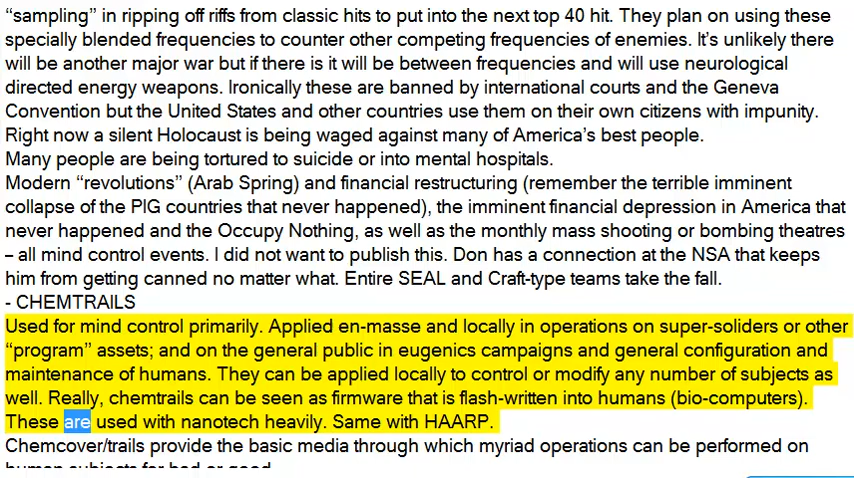 “sampling” in ripping off riffs from classic hits to put into the next top 40 hit. They plan on using these
specially blended frequencies to counter other competing frequencies of enemies. It’s unlikely there
will be another major war but if there is it will be between frequencies and will use neurological
directed energy weapons. Ironically these are banned by international courts and the Geneva
Convention but the United States and other countries use them on their own citizens with impunity.
Right now a silent Holocaust is being waged against many of America’s best people.
Many people are being tortured to suicide or into mental hospitals.
Modern “revolutions” (Arab Spring) and financial restructuring (remember the terrible imminent
collapse of the PIG countries that never happened), the imminent financial depression in America that
never happened and the Occupy Nothing, as well as the monthly mass shooting or bombing theatres
– all mind control events. I did not want to publish this. Don has a connection at the NSA that keeps
him from getting canned no matter what. Entire SEAL and Craft-type teams take the fall.
- CHEMTRAILS
Used for mind control primarily. Applied en-masse and locally in operations on super-soliders or other
“program” assets; and on the general public in eugenics campaigns and general configuration and
maintenance of humans. They can be applied locally to control or modify any number of subjects as
well. Really, chemtrails can be seen as firmware that is flash-written into humans (bio-computers).
These are used with nanotech heavily. Same with HAARP.
Chemcover/trails provide the basic media through which myriad operations can be performed on
human subjects for bad or good